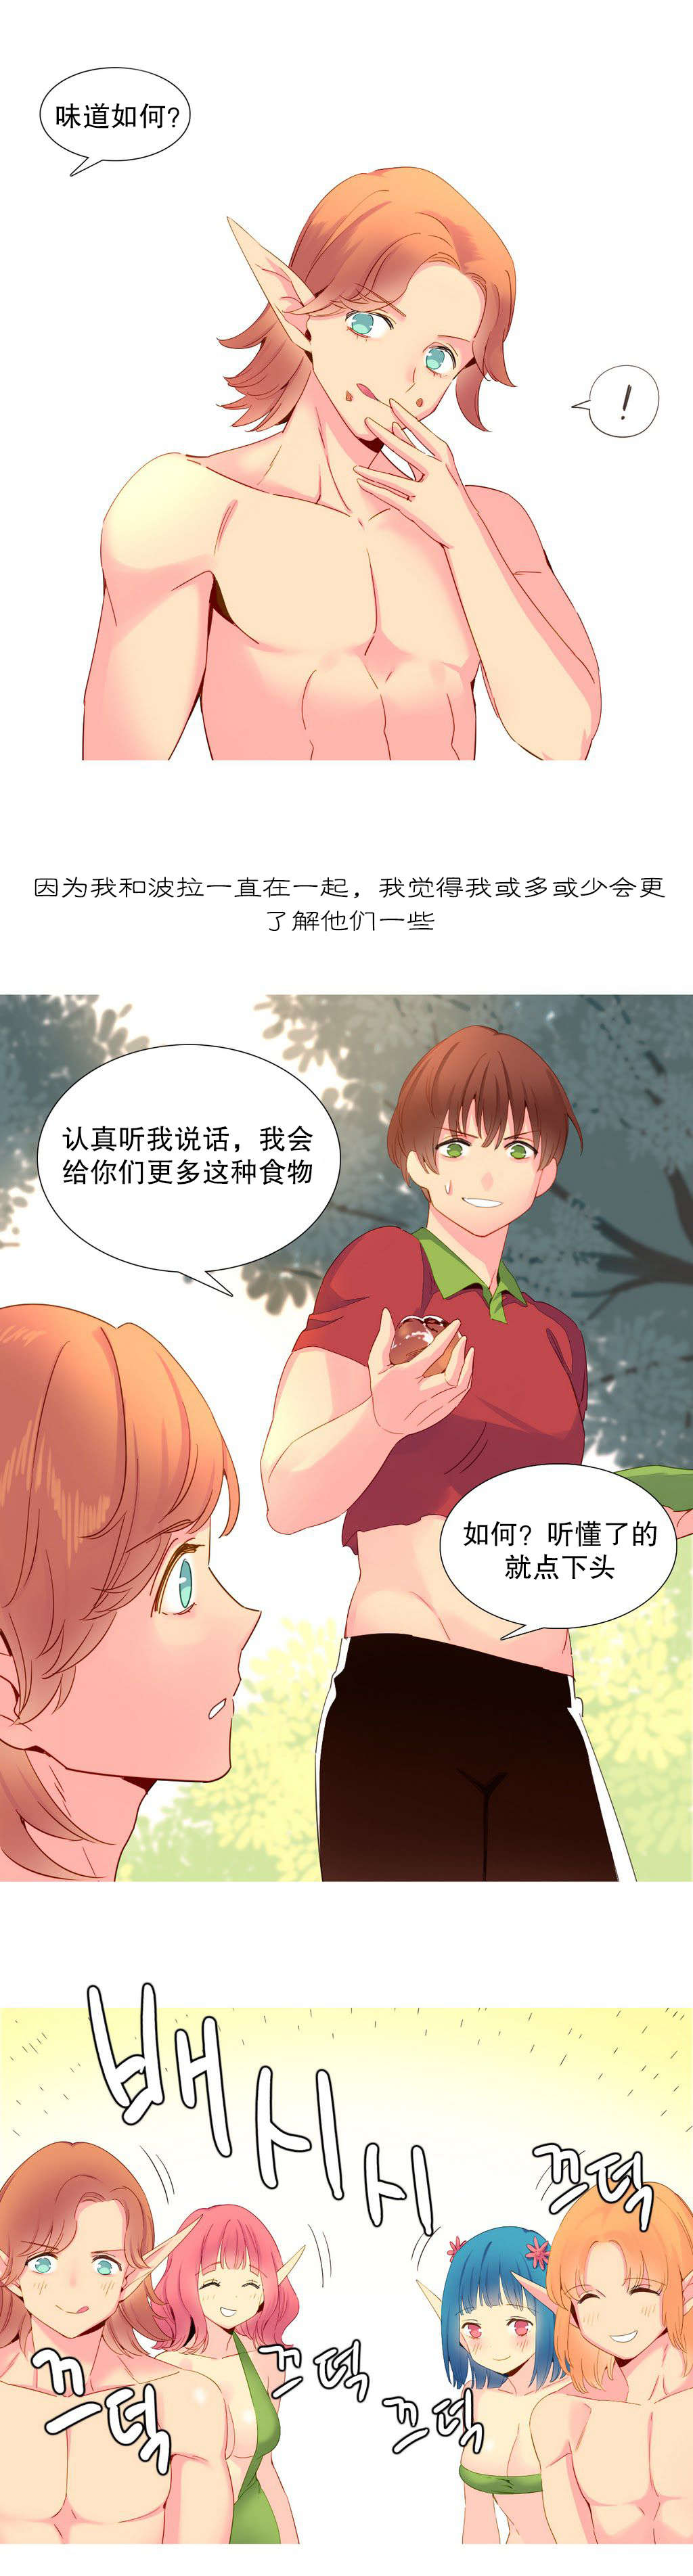 味道如何?
!
因为我和波拉一直在一起，我觉得我或多或少会更
了解他们一些
认真听我说话，我会
给你们更多这种食物
如何？听懂了的
就点下头
배시시
끄덕
끄덕
끄덕
끄덕